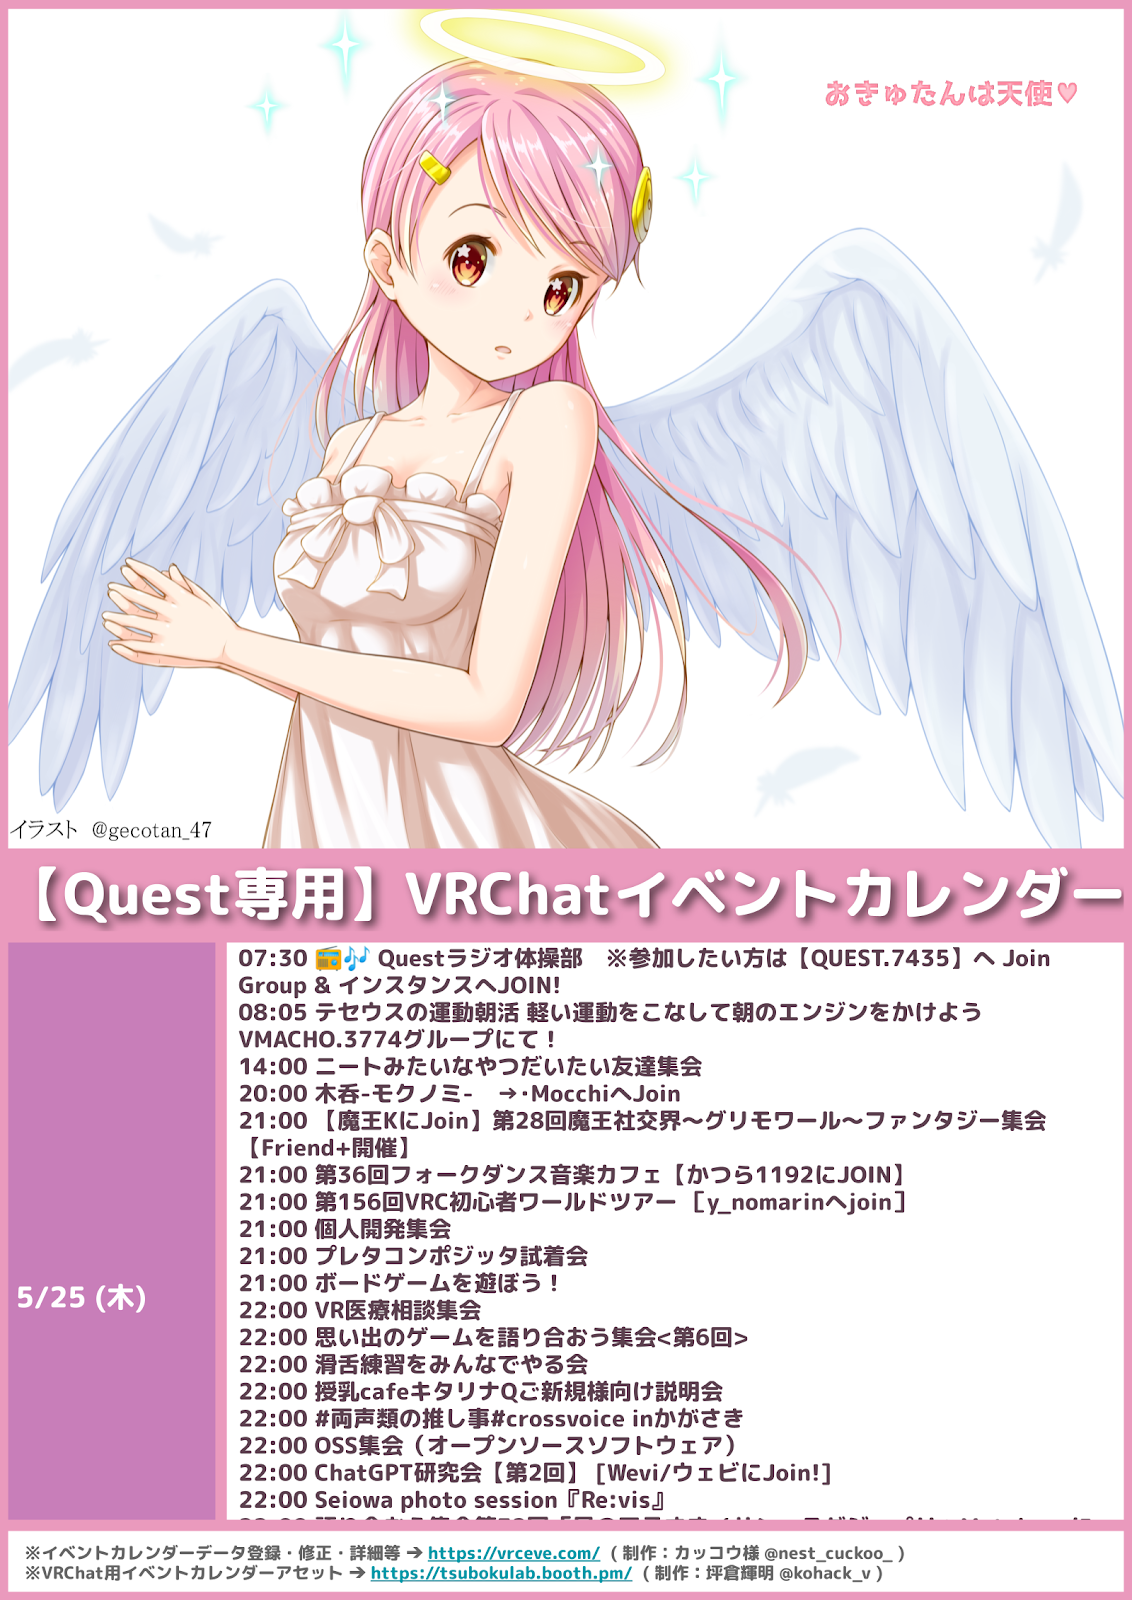 おきゅたんは天使♥
イラスト @gecotan_47
【Quest専用】VRChatイベントカレンダー
5/25 (木)
07:30 📻🎶 Questラジオ体操部　※参加したい方は【QUEST.7435】へ Join
Group & インスタンスへJOIN!
08:05 テセウスの運動朝活 軽い運動をこなして朝のエンジンをかけよう
VMACHO.3774グループにて！
14:00 ニートみたいなやつだいたい友達集会
20:00 木呑-モクノミ-　→･MocchiへJoin
21:00 【魔王KにJoin】第28回魔王社交界～グリモワール～ファンタジー集会
【Friend+開催】
21:00 第36回フォークダンス音楽カフェ【かつら1192にJOIN】
21:00 第156回VRC初心者ワールドツアー［y_nomarinへjoin］
21:00 個人開発集会
21:00 プレタコンポジッタ試着会
21:00 ボードゲームを遊ぼう！
22:00 VR医療相談集会
22:00 思い出のゲームを語り合おう集会<第6回>
22:00 滑舌練習をみんなでやる会
22:00 授乳cafeキタリナQご新規様向け説明会
22:00 #両声類の推し事#crossvoice inかがさき
22:00 OSS集会（オープンソースソフトウェア）
22:00 ChatGPT研究会【第2回】 [Wevi/ウェビにJoin!]
22:00 Seiowa photo session『Re:vis』
※イベントカレンダーデータ登録・修正・詳細等 ➔ https://vrceve.com/ ( 制作：カッコウ様 @nest_cuckoo_ )
※VRChat用イベントカレンダーアセット ➔ https://tsubokulab.booth.pm/ ( 制作：坪倉輝明 @kohack_v )